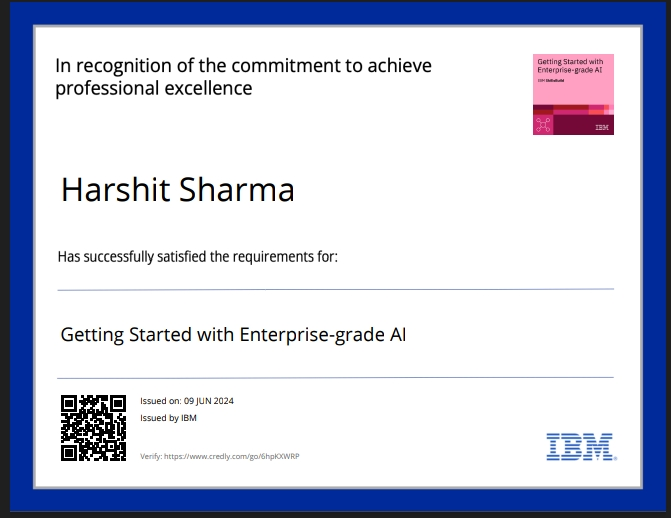 In recognition of the commitment to achieve
professional excellence
Getting Started with
Enterprise-grade AI
IBM SkillsBuild
IBM
Harshit Sharma
Has successfully satisfied the requirements for:
Getting Started with Enterprise-grade AI
Issued on: 09 JUN 2024
Issued by IBM
Verify: https://www.credly.com/go/6hpKXWRP
IBM®